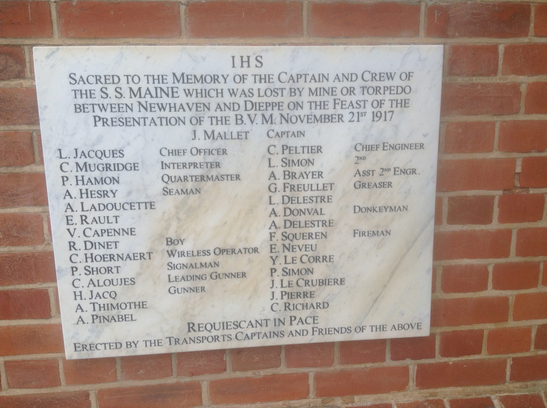 IHS
SACRED TO THE MEMORY OF THE CAPTAIN AND CREW OF
THE S.S. MAINE WHICH WAS LOST BY MINE OR TORPEDO
BETWEEN NEWHAVEN AND DIEPPE ON THE FEAST OF THE
PRESENTATION OF THE B.V.M. NOVEMBER 21ST 1917
J. MALLET CAPTAIN
L. JACQUES CHIEF OFFICER
C. MUGRIDGE INTERPRETER
P. HAMON QUARTERMASTER
A. HESRY SEAMAN
A. LADOUCETTE
E. RAULT
V. CAPENNE
R. DINET BOY
C. HOERNAERT WIRELESS OPERATOR
P. SHORT SIGNALMAN
C. ALOUJES LEADING GUNNER
H. JACQ GUNNER
A. THIMOTHE
A. PINABEL
C. PELTIER CHIEF ENGINEER
L. SIMON 2ND
A. BRAYER ASST 2ND ENGR.
G. FREULLET GREASER
L. DELESTRE
A. DONVAL DONKEYMAN
A. DELESTRE
F. SQUEREN FIREMAN
E. NEVEU
Y. LE CORRE
P. SIMON
J. LE CRUBIERE
J. PIERRE
C. RICHARD
REQUIESCANT IN PACE
ERECTED BY THE TRANSPORTS CAPTAINS AND FRIENDS OF THE ABOVE